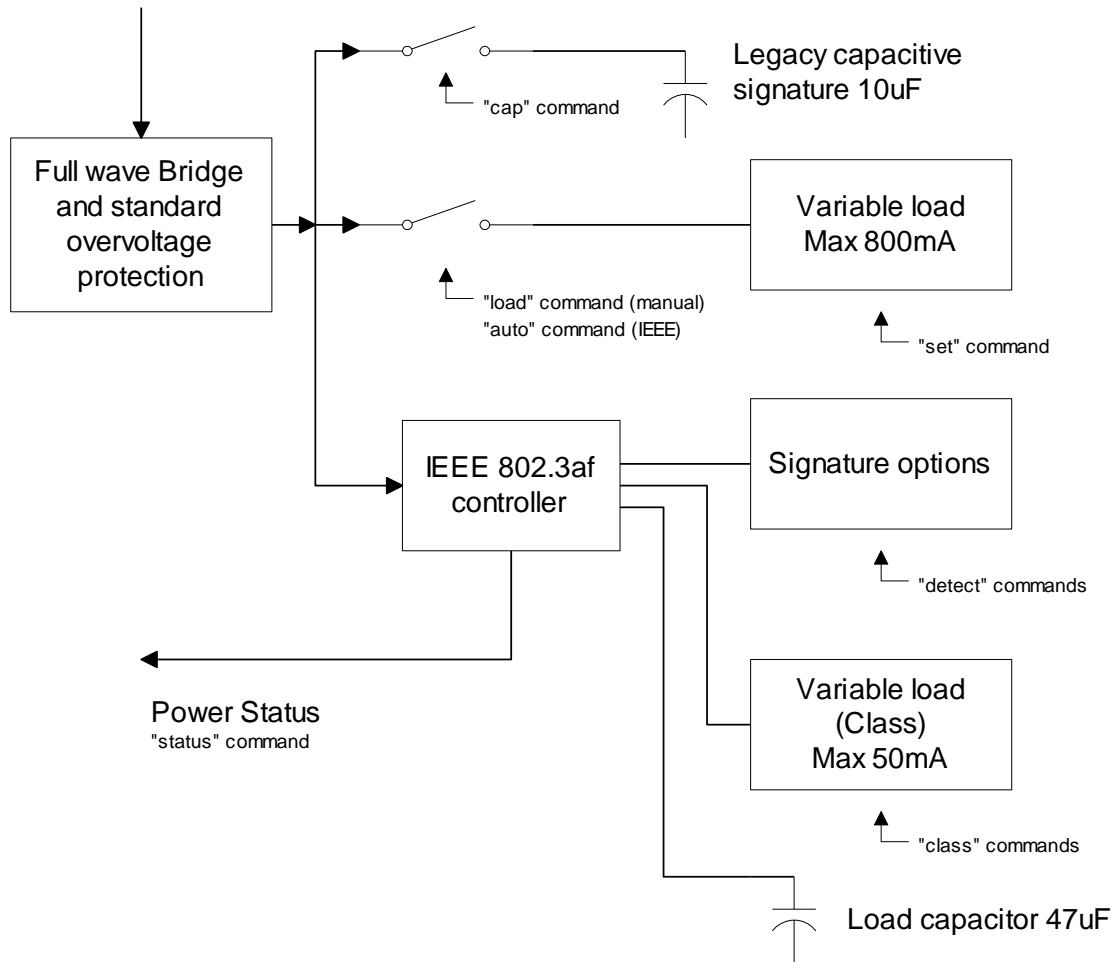 Legacy capacitive
signature 10uF
"cap" command
Full wave Bridge
and standard
overvoltage
protection
Variable load
Max 800mA
"load" command (manual)
"auto" command (IEEE)
"set" command
IEEE 802.3af
controller
Signature options
"detect" commands
Power Status
"status" command
Variable load
(Class)
Max 50mA
"class" commands
Load capacitor 47uF